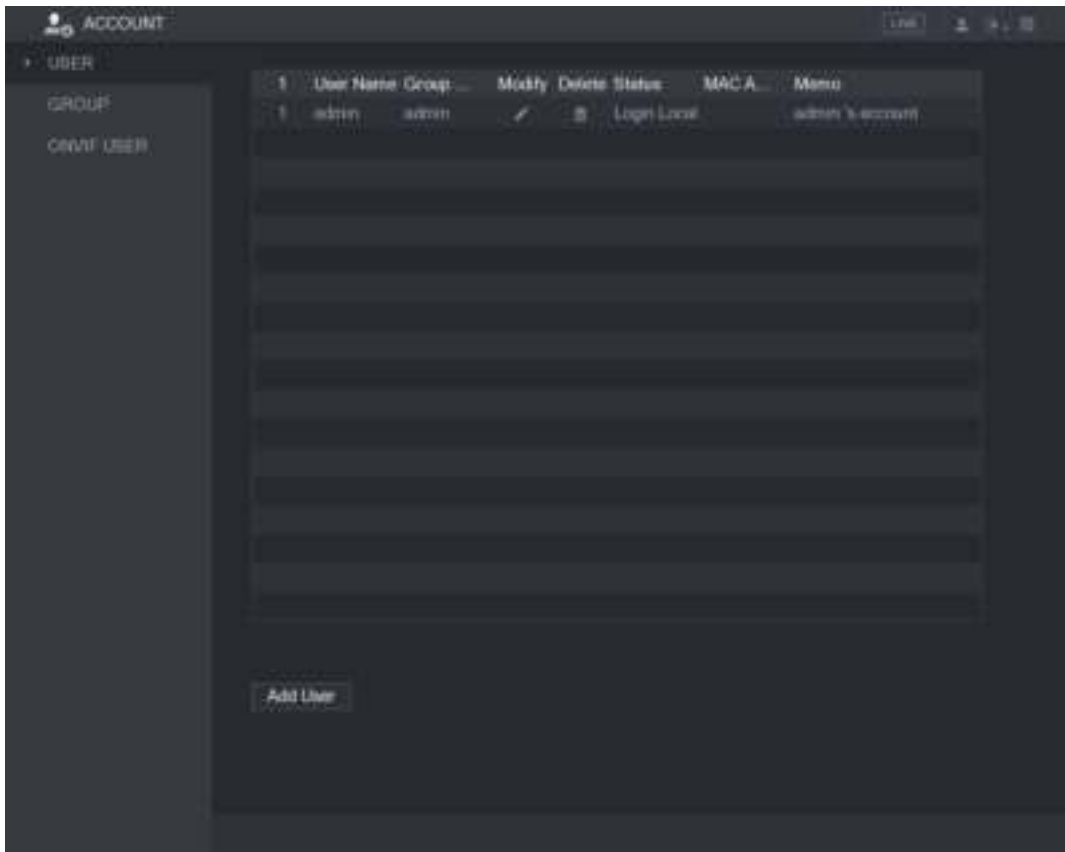 ACCOUNT
LIVE
USER
GROUP
ONVIF USER
1 User Name Group ... Modify Delete Status MAC A... Memo
1 admin admin Login Local admin 's account
Add User